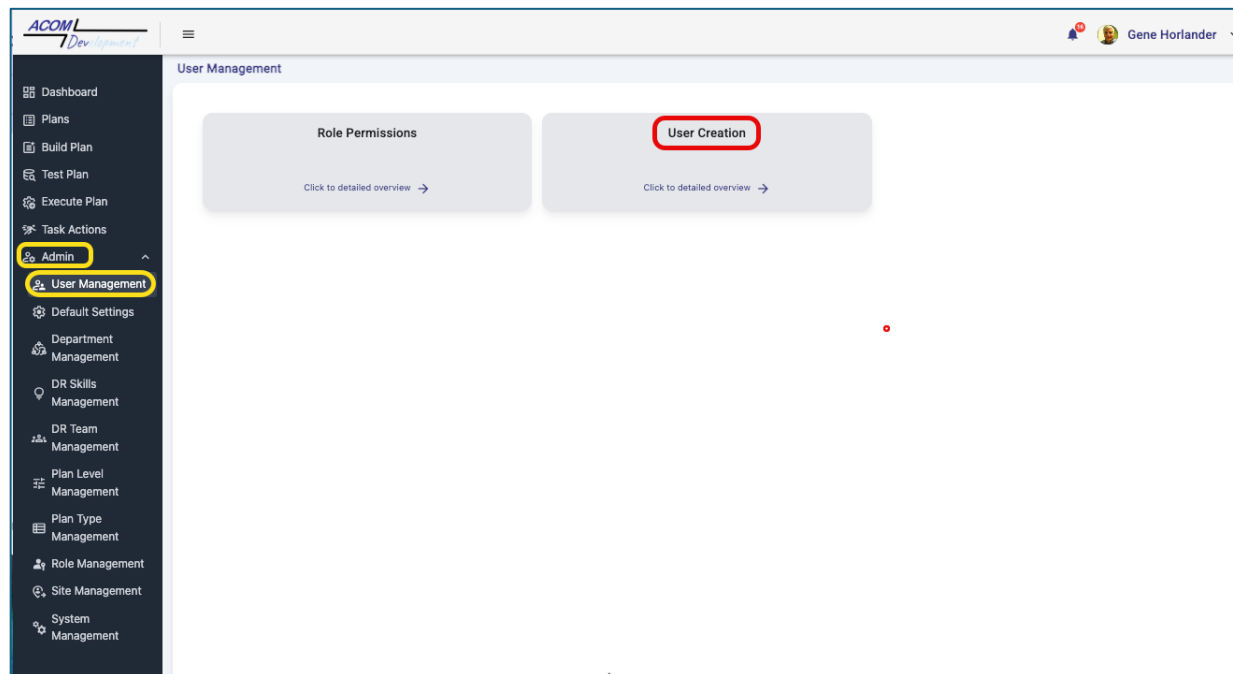 ACOM
Development
16
Gene Horlander
User Management
Dashboard
Plans
Build Plan
Test Plan
Execute Plan
Task Actions
Admin
User Management
Default Settings
Department
Management
DR Skills
Management
DR Team
Management
Plan Level
Management
Plan Type
Management
Role Management
Site Management
System
Management
Role Permissions
Click to detailed overview →
User Creation
Click to detailed overview →